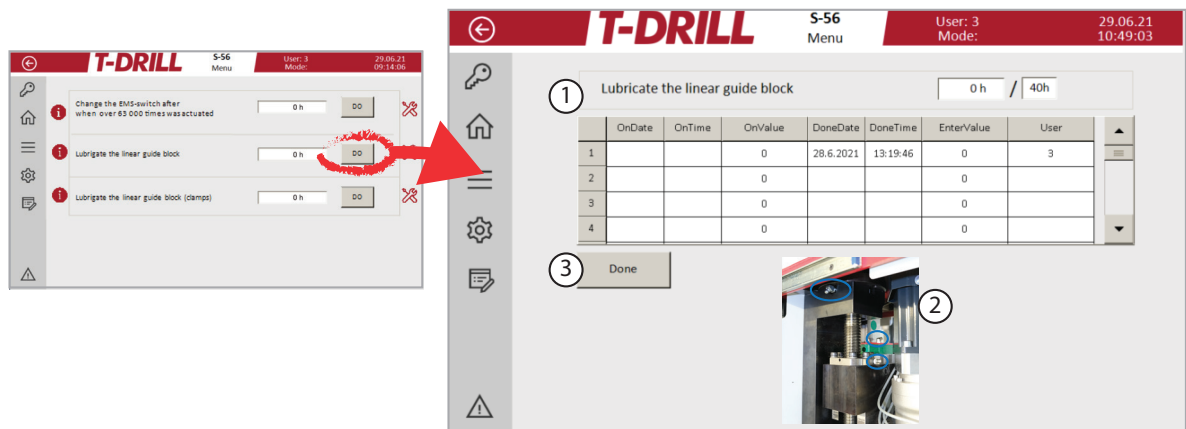 T-DRILL
S-56
Menu
User: 3
Mode:
29.06.21
09:14:06
Change the EMS-switch after
when over 63 000 times was actuated
0 h
DO
Lubrigate the linear guide block
0 h
DO
Lubrigate the linear guide block (clamps)
0 h
DO
T-DRILL
S-56
Menu
User: 3
Mode:
29.06.21
10:49:03
1
Lubricate the linear guide block
0 h / 40h
OnDate OnTime OnValue DoneDate DoneTime EnterValue User
1 0 28.6.2021 13:19:46 0 3
2 0 0
3 0 0
4 0 0
3
Done
2